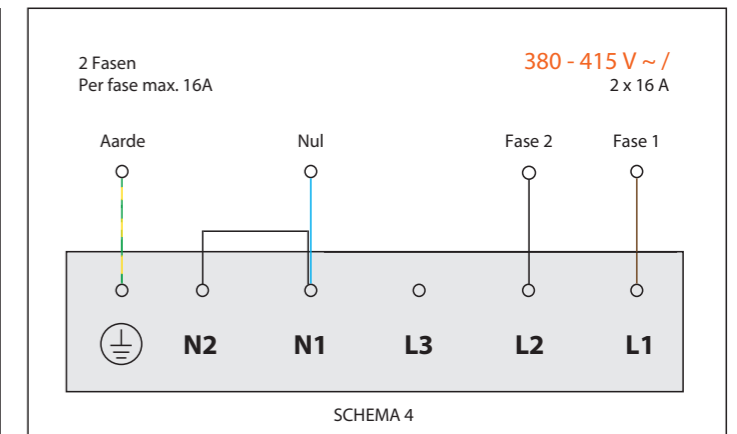 2 Fasen
380 - 415 V ~ /
Per fase max. 16A
2 x 16 A
Aarde Nul Fase 2 Fase 1
N2 N1 L3 L2 L1
SCHEMA 4